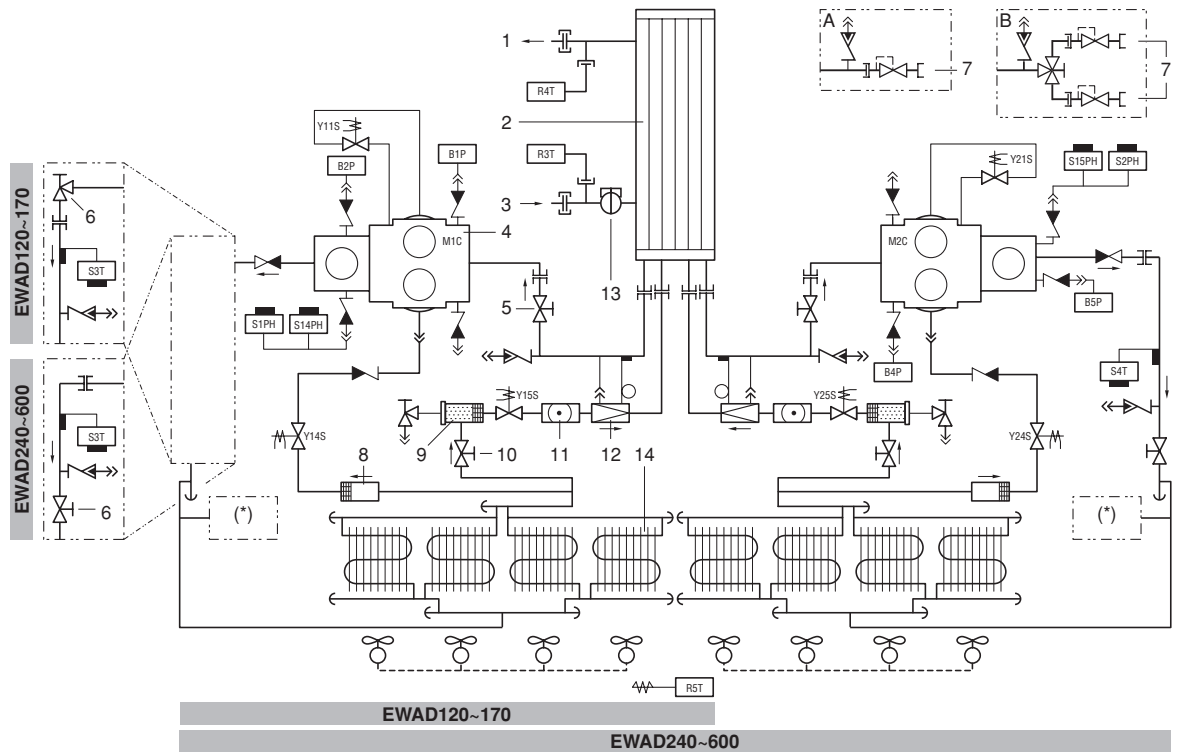 A
B
1
7
7
R4T
2
Y11S
B2P
B1P
R3T
Y21S
S15PH
S2PH
EWAD120~170
6
3
4
M1C
M2C
S3T
13
5
S1PH
S14PH
B5P
B4P
S4T
EWAD240~600
S3T
Y15S
Y25S
Y14S
Y24S
8
9
10
11
12
14
6
(*)
(*)
R5T
EWAD120~170
EWAD240~600